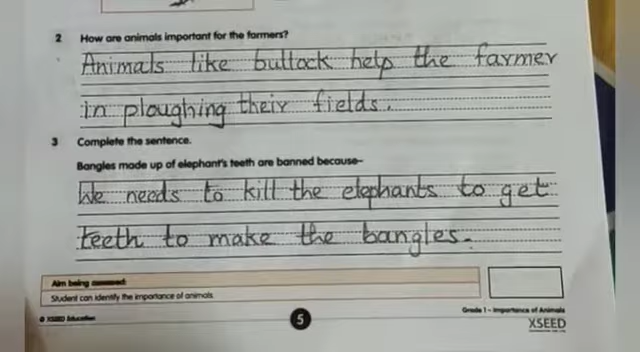 2 How are animals important for the farmers?
Animals like bullock help the farmer
in ploughing their fields.
3 Complete the sentence.
Bangles made up of elephant's teeth are banned because–
We needs to kill the elephants to get
teeth to make the bangles.
Aim being assessed:
Student can identify the importance of animals
© XSEED Education
5
Grade 1 – Importance of Animals
XSEED